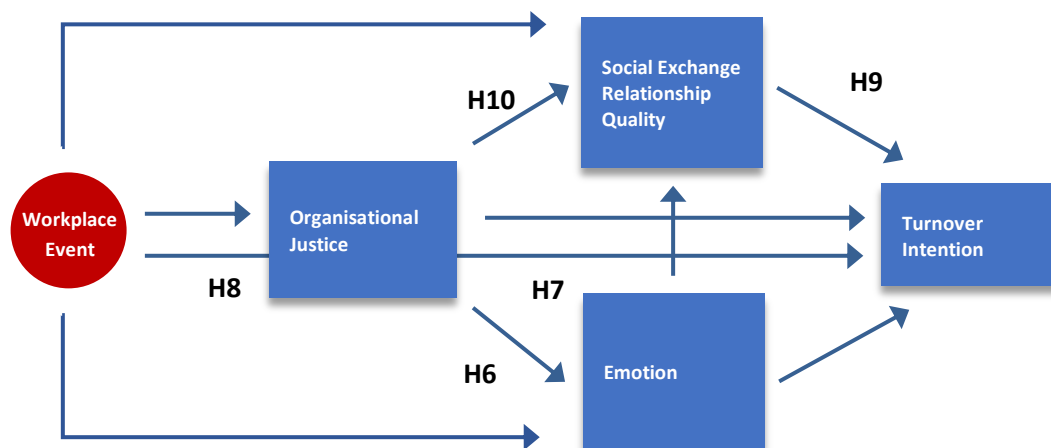 Social Exchange
Relationship
Quality
H9
H10
Workplace
Event
Organisational
Justice
Turnover
Intention
H8
H7
H6
Emotion